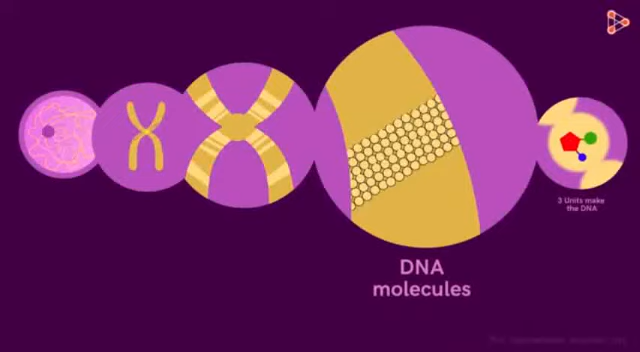 3 Units make
the DNA
DNA
molecules